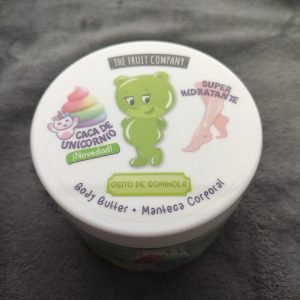 THE FRUIT COMPANY
CACA DE
UNICORNIO
¡Novedad!
SUPER
HIDRATANTE
OSITO DE GOMINOLA
Body Butter • Manteca Corporal